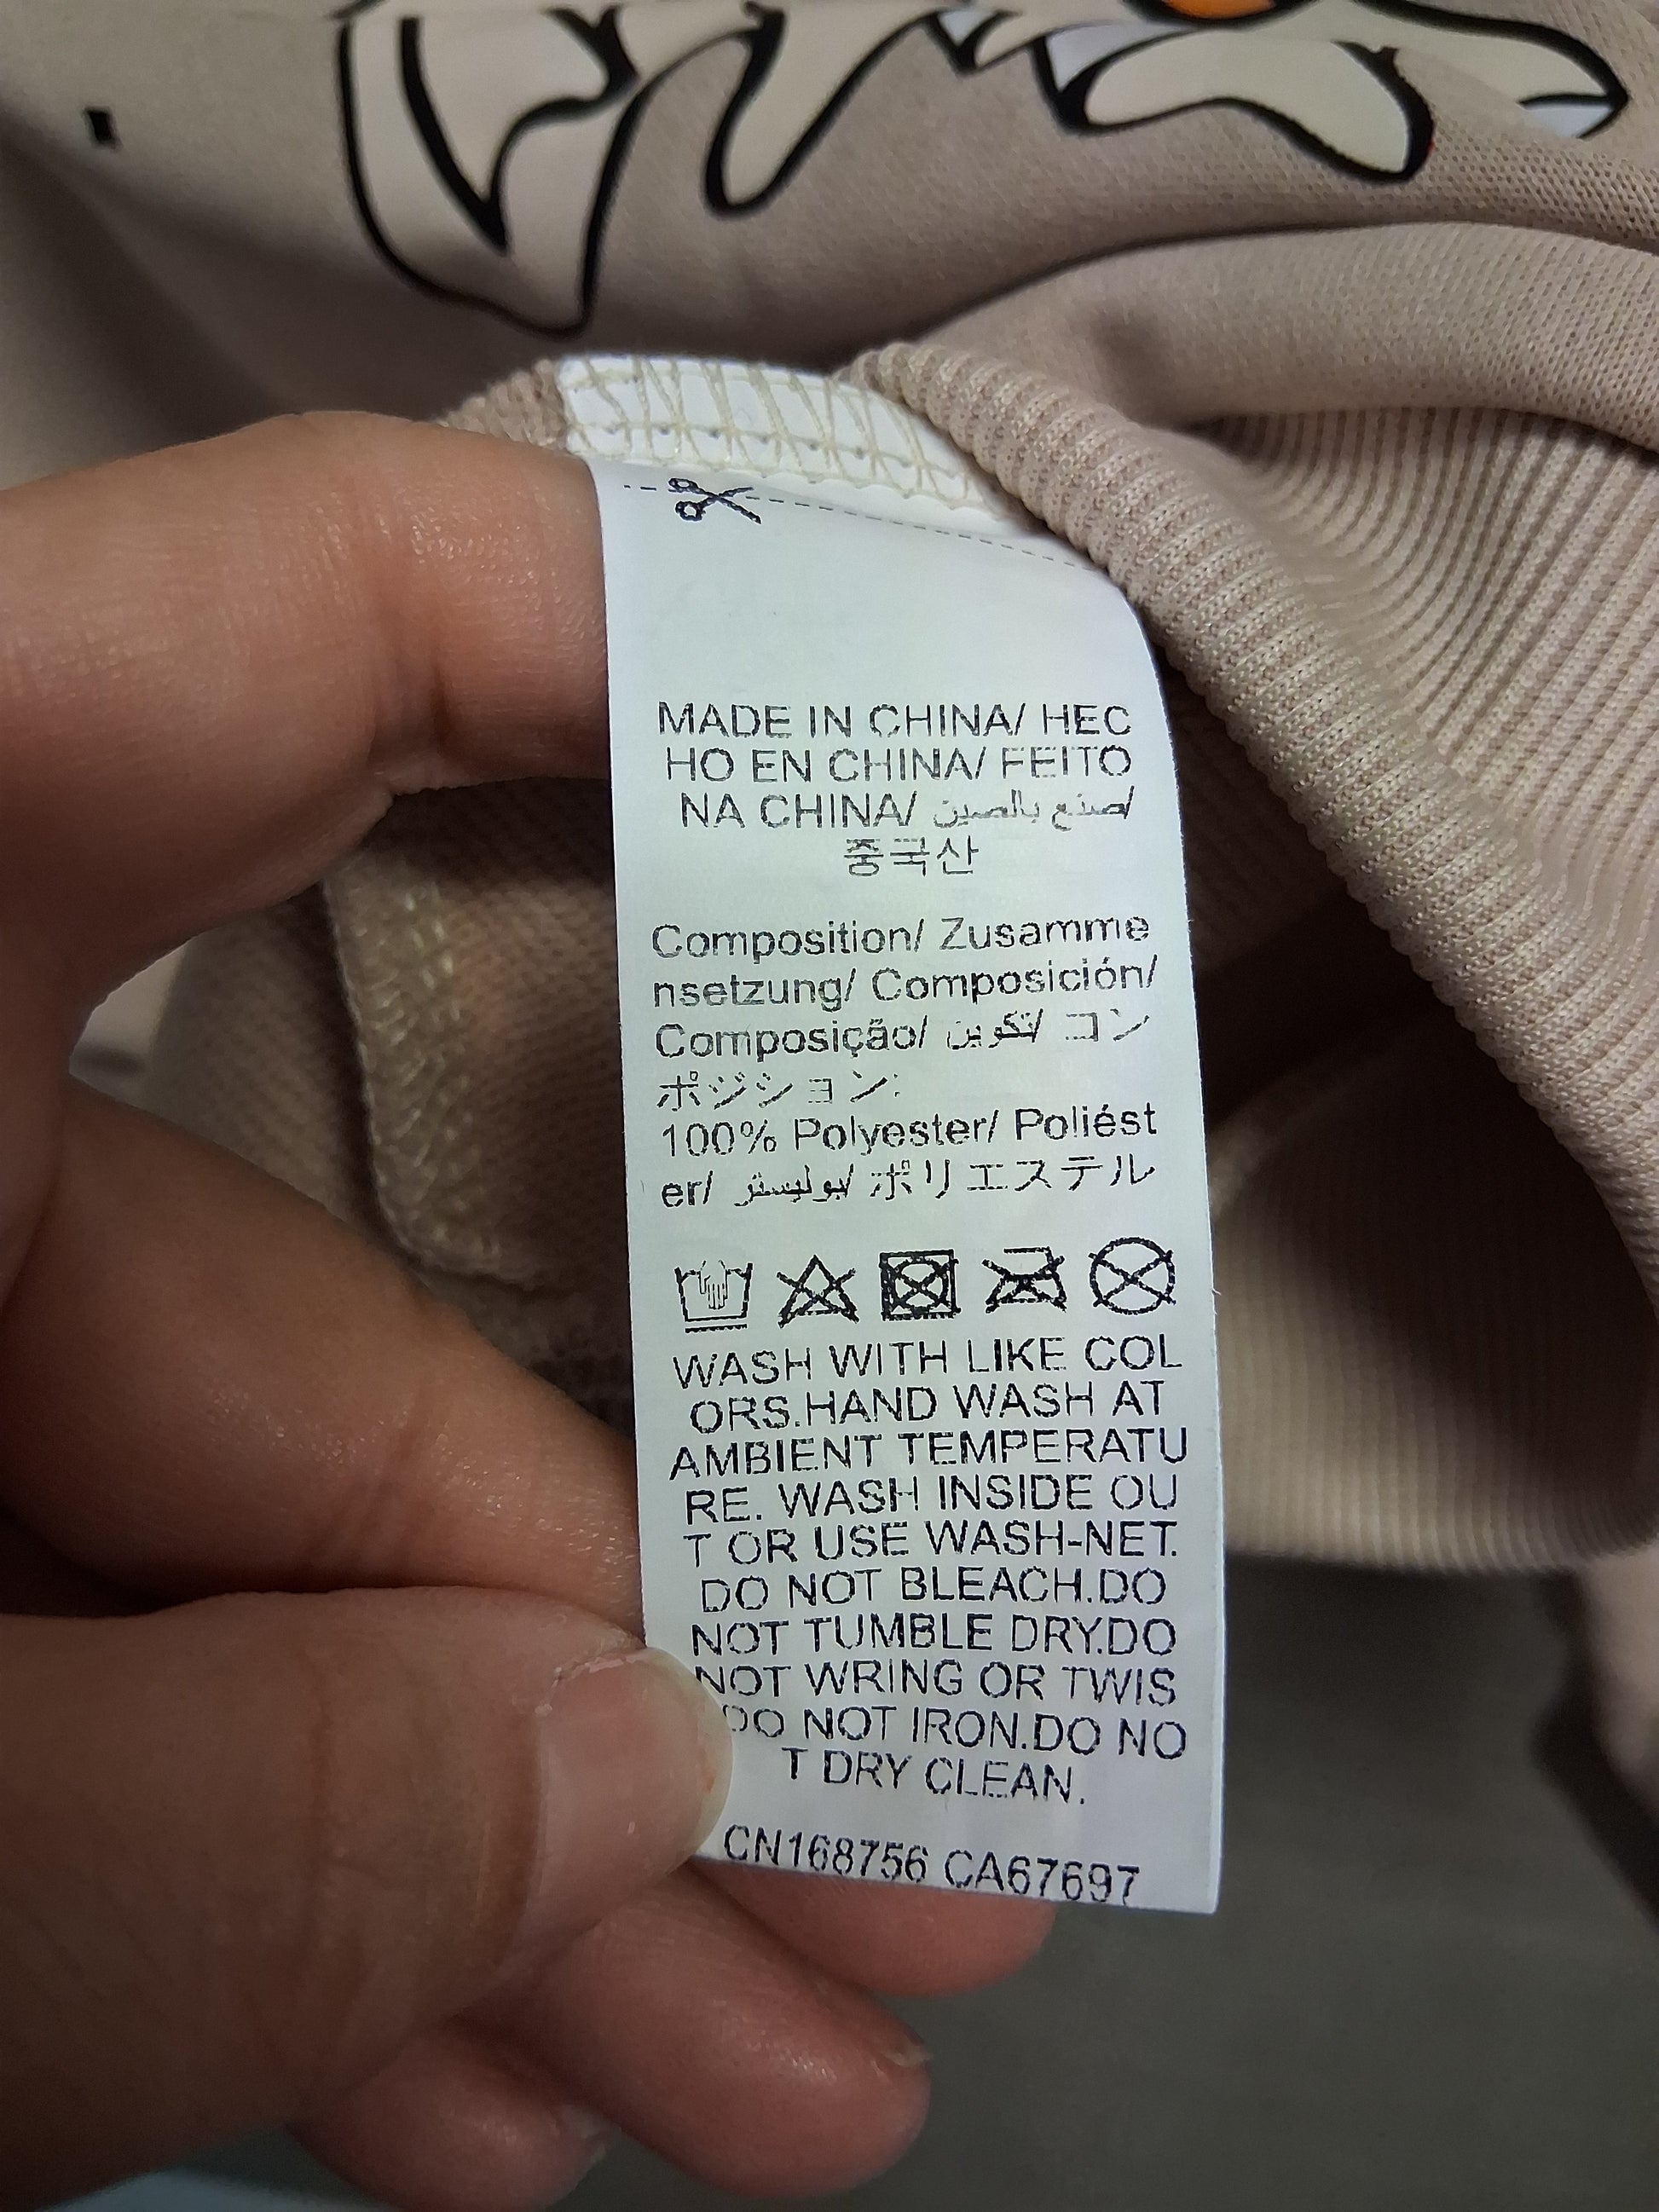 MADE IN CHINA/ HEC
HO EN CHINA/ FEITO
NA CHINA/ صنع بالصين/
중국산
Composition/ Zusamme
nsetzung/ Composición/
Composição/ تكوين/ コン
ポジション:
100% Polyester/ Poliést
er/ بوليستر/ ポリエステル
WASH WITH LIKE COL
ORS.HAND WASH AT
AMBIENT TEMPERATU
RE. WASH INSIDE OU
T OR USE WASH-NET.
DO NOT BLEACH.DO
NOT TUMBLE DRY.DO
NOT WRING OR TWIS
DO NOT IRON.DO NO
T DRY CLEAN.
CN168756 CA67697